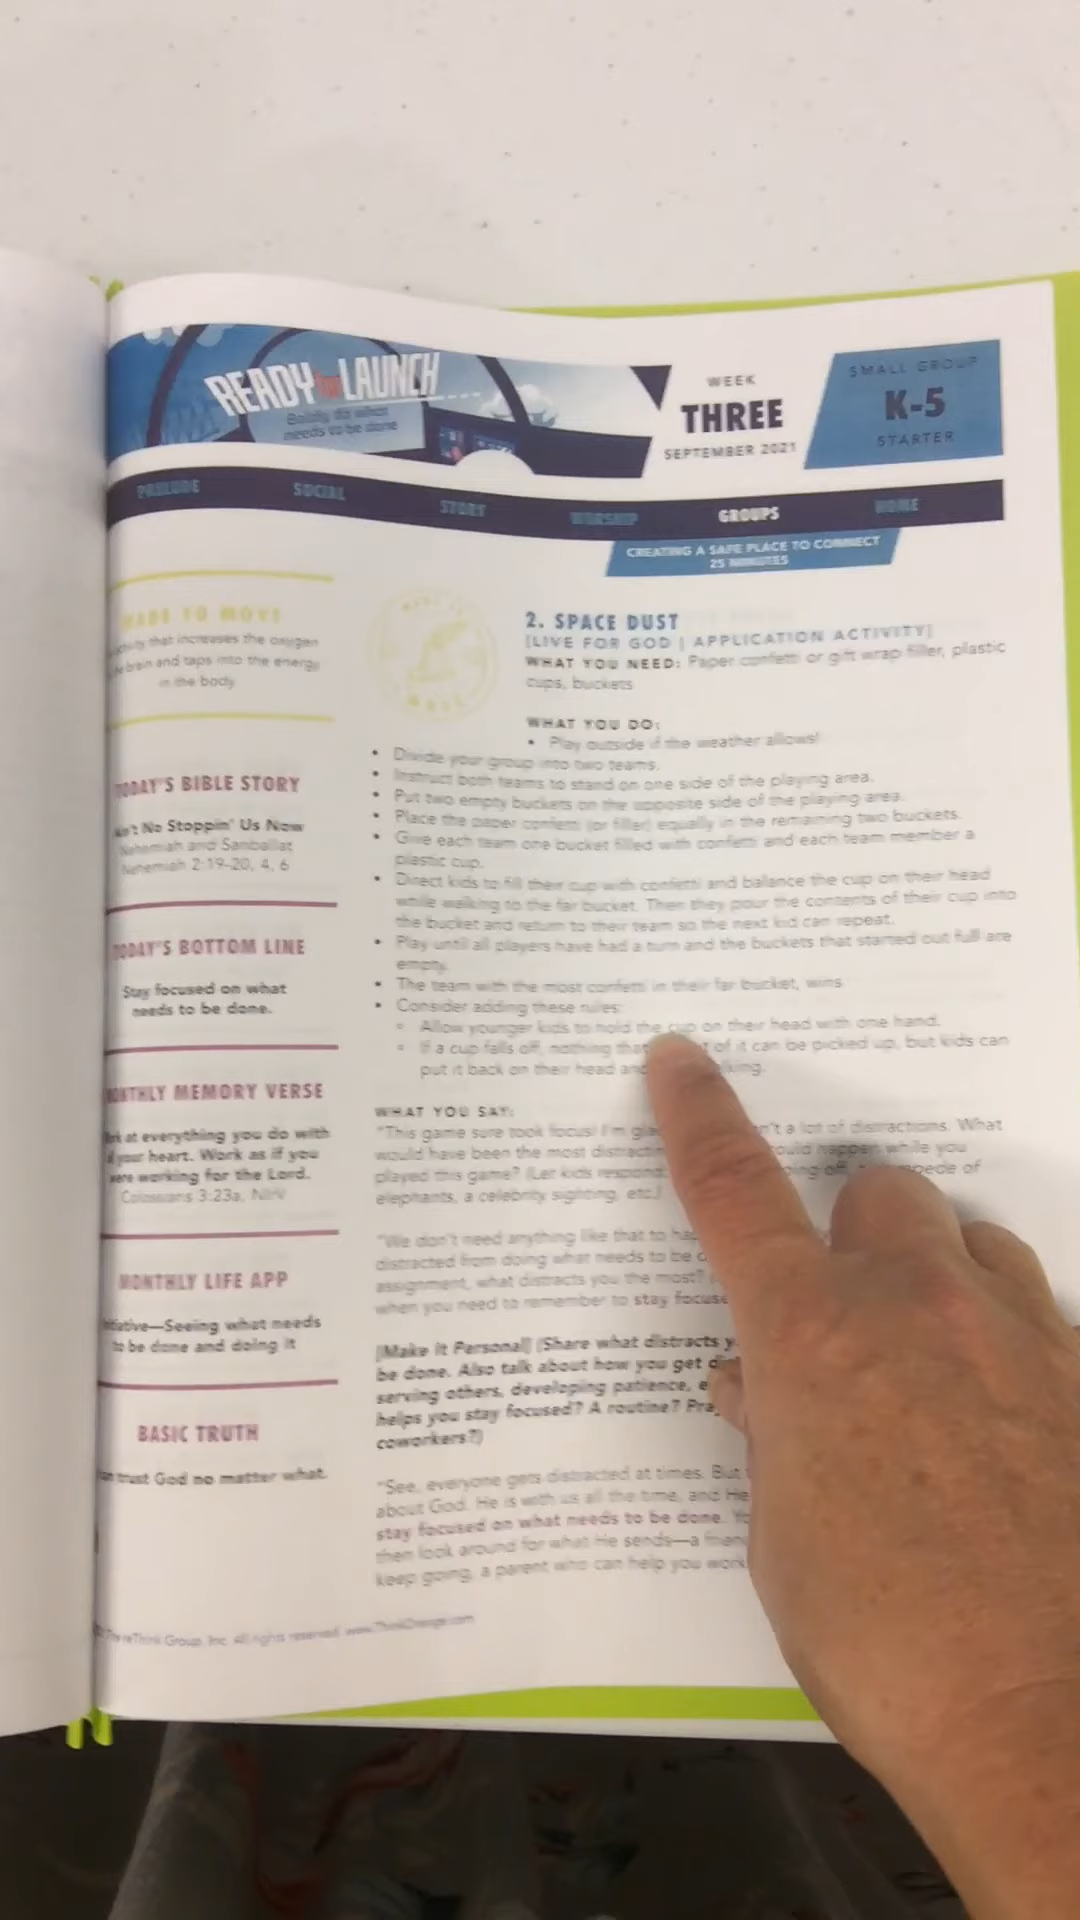 READY FOR LAUNCH
Boldly do what
needs to be done
WEEK
THREE
SEPTEMBER 2021
SMALL GROUP
K-5
STARTER
PRELUDE SOCIAL STORY WORSHIP GROUPS HOME
CREATING A SAFE PLACE TO CONNECT
25 MINUTES
MADE TO MOVE
that increases the oxygen
brain and taps into the energy
in the body
TODAY'S BIBLE STORY
Ain't No Stoppin' Us Now
Nehemiah and Sanballat
Nehemiah 2:19-20, 4, 6
TODAY'S BOTTOM LINE
Stay focused on what
needs to be done.
MONTHLY MEMORY VERSE
at everything you do with
your heart. Work as if you
were working for the Lord.
Colossians 3:23a, NIrV
MONTHLY LIFE APP
Initiative—Seeing what needs
to be done and doing it
BASIC TRUTH
trust God no matter what.
2. SPACE DUST
[LIVE FOR GOD | APPLICATION ACTIVITY]
WHAT YOU NEED: Paper confetti or gift wrap filler, plastic
cups, buckets
WHAT YOU DO:
• Play outside if the weather allows!
• Divide your group into two teams.
• Instruct both teams to stand on one side of the playing area.
• Put two empty buckets on the opposite side of the playing area.
• Place the paper confetti (or filler) equally in the remaining two buckets.
• Give each team one bucket filled with confetti and each team member a
plastic cup.
• Direct kids to fill their cup with confetti and balance the cup on their head
while walking to the far bucket. Then they pour the contents of their cup into
the bucket and return to their team so the next kid can repeat.
• Play until all players have had a turn and the buckets that started out full are
empty.
• The team with the most confetti in their far bucket, wins.
• Consider adding these rules:
○ Allow younger kids to hold the cup on their head with one hand.
○ If a cup falls off, nothing that of it can be picked up, but kids can
put it back on their head and
WHAT YOU SAY:
"This game sure took focus! I'm a lot of distractions. What
would have been the most could happen while you
played this game? (Let kids respond: going off, of
elephants, a celebrity sighting, etc.)
"We don't need anything like that to
distracted from doing what needs to be
assignment, what distracts you the most?
when you need to remember to stay
[Make It Personal] (Share what distracts
be done. Also talk about how you get
serving others, developing patience,
helps you stay focused? A routine?
coworkers?)
"See, everyone gets distracted at times. But
about God. He is with us all the time, and He
stay focused on what needs to be done.
then look around for what He sends—a
keep going, a parent who can help you
Group, Inc. All rights reserved. www.ThinkOrange.com